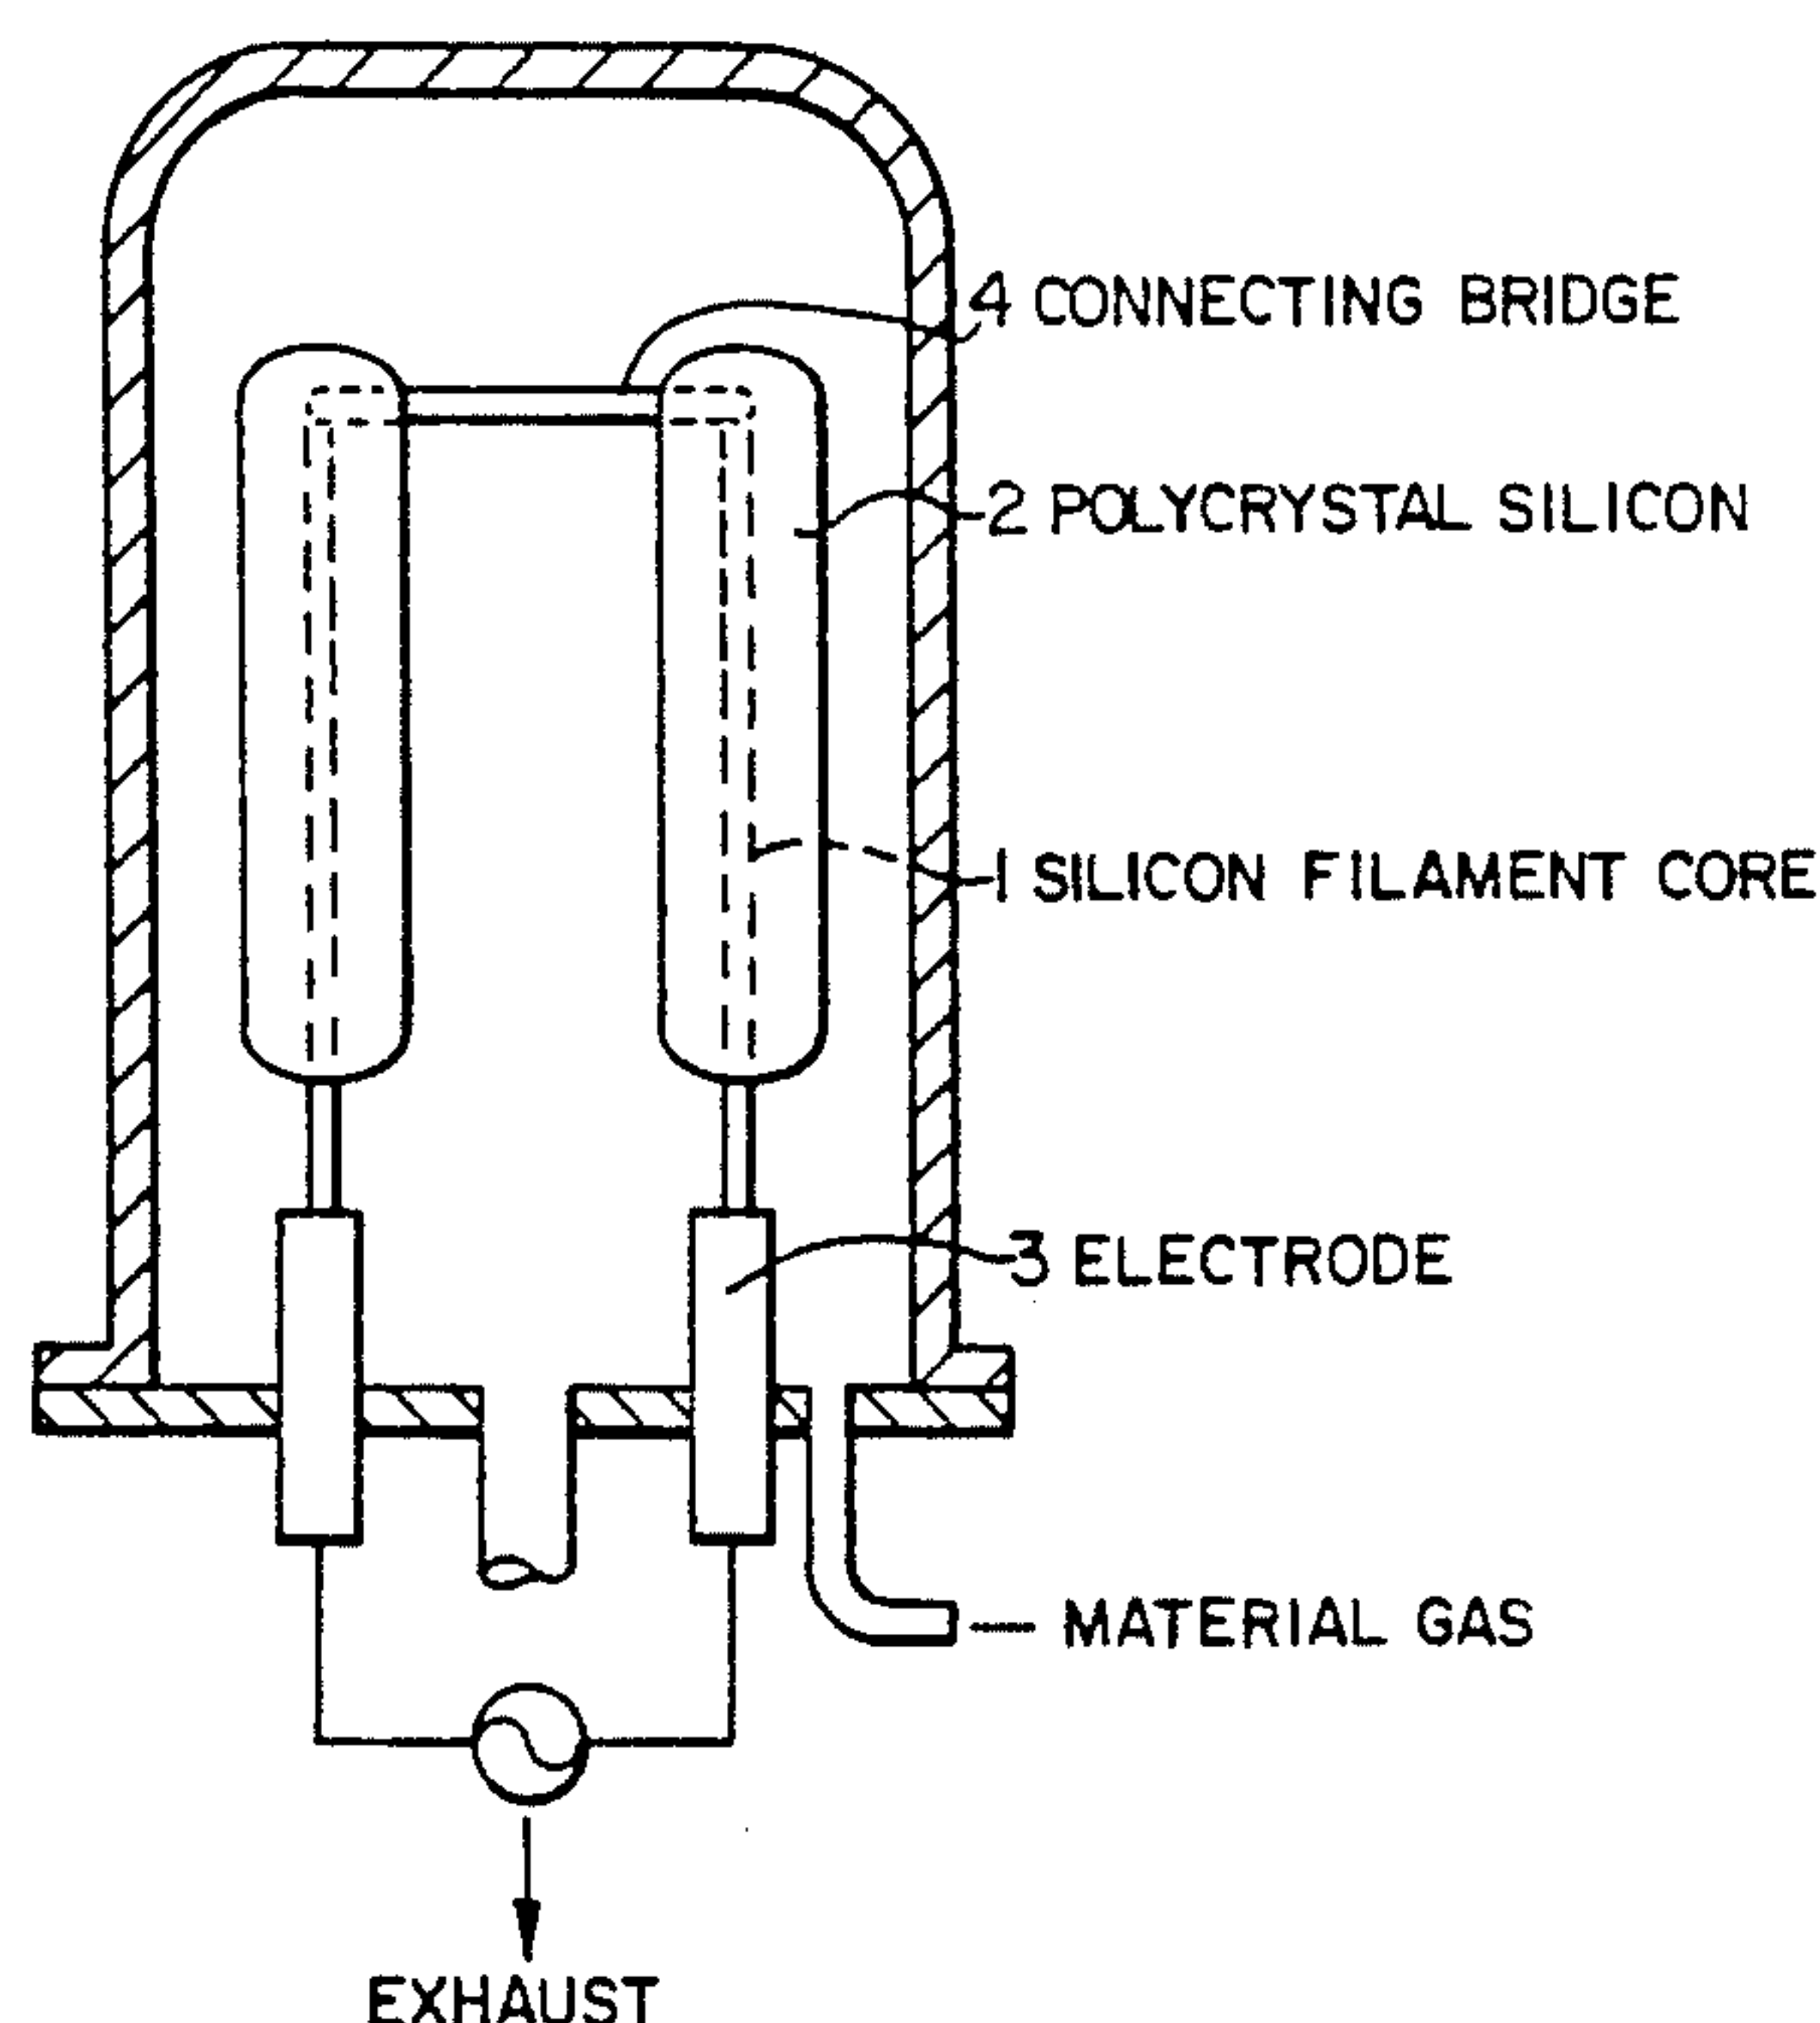 4 CONNECTING BRIDGE
2 POLYCRYSTAL SILICON
1 SILICON FILAMENT CORE
3 ELECTRODE
MATERIAL GAS
EXHAUST